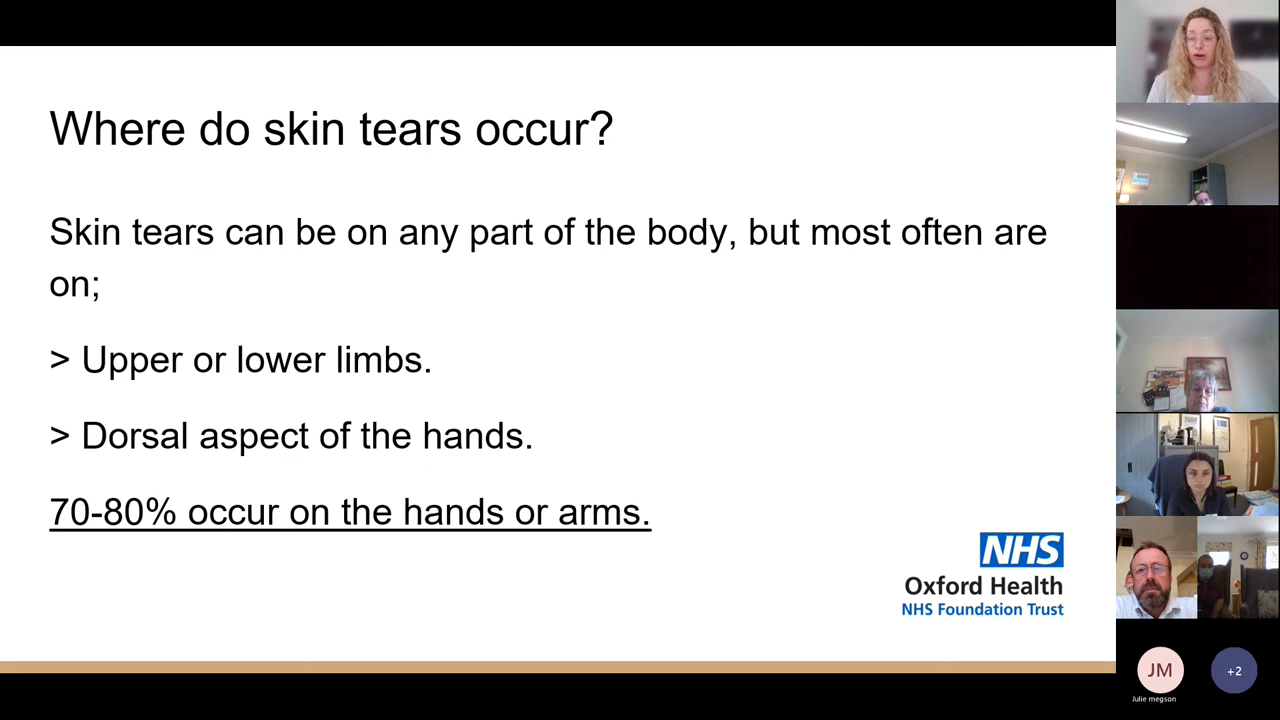 Where do skin tears occur?
Skin tears can be on any part of the body, but most often are
on;
> Upper or lower limbs.
> Dorsal aspect of the hands.
70-80% occur on the hands or arms.
NHS
Oxford Health
NHS Foundation Trust
JM
+2
Julie megson